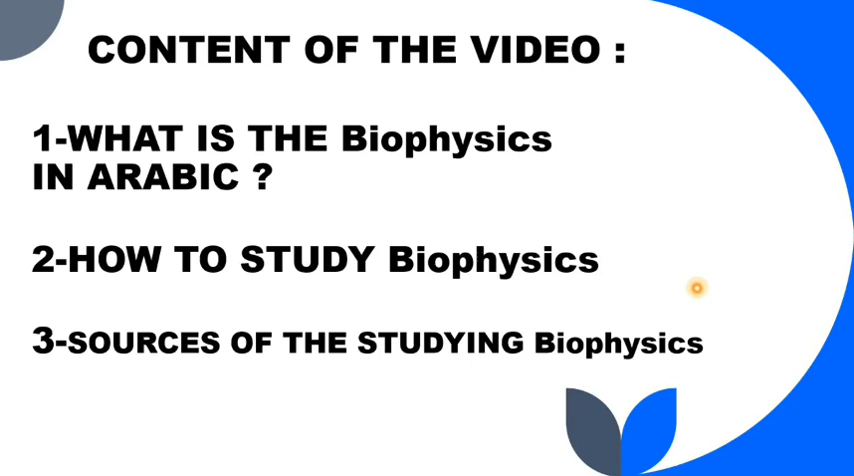 CONTENT OF THE VIDEO :
1-WHAT IS THE Biophysics
IN ARABIC ?
2-HOW TO STUDY Biophysics
3-SOURCES OF THE STUDYING Biophysics